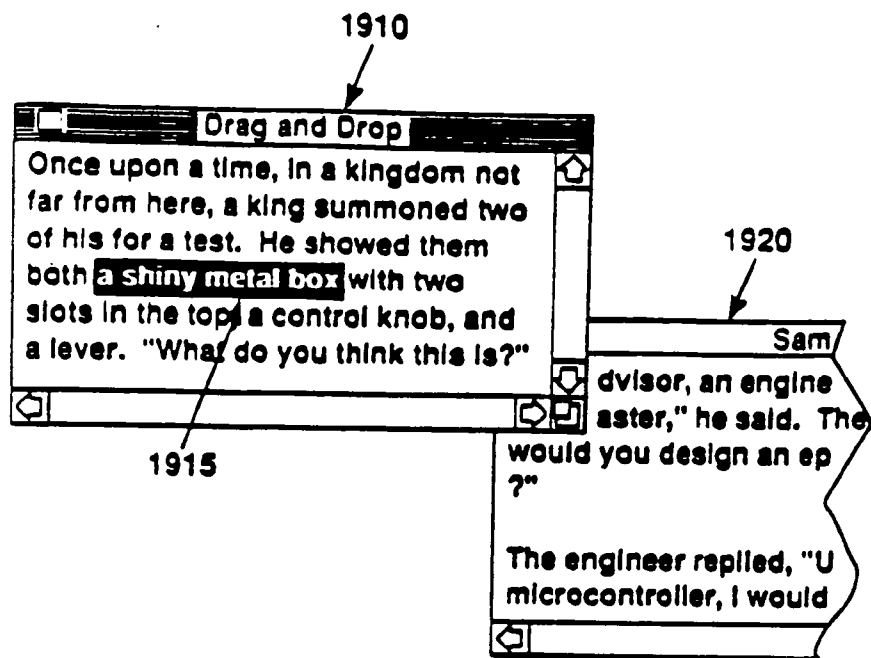 1910
Drag and Drop
Once upon a time, in a kingdom not
far from here, a king summoned two
of his for a test. He showed them
both a shiny metal box with two
slots in the top, a control knob, and
a lever. "What do you think this is?"
1915
1920
Sam
dvisor, an engine
aster," he said. The
would you design an ep
?"
The engineer replied, "U
microcontroller, I would